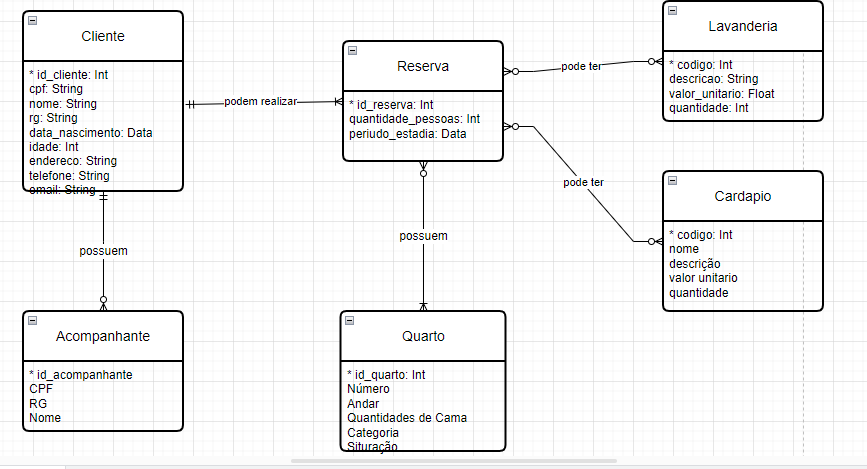 Cliente
* id_cliente: Int
cpf: String
nome: String
rg: String
data_nascimento: Data
idade: Int
endereco: String
telefone: String
email: String
podem realizar
Reserva
* id_reserva: Int
quantidade_pessoas: Int
periudo_estadia: Data
pode ter
Lavanderia
* codigo: Int
descricao: String
valor_unitario: Float
quantidade: Int
pode ter
Cardapio
* codigo: Int
nome
descrição
valor unitario
quantidade
possuem
Acompanhante
* id_acompanhante
CPF
RG
Nome
possuem
Quarto
* id_quarto: Int
Número
Andar
Quantidades de Cama
Categoria
Situração